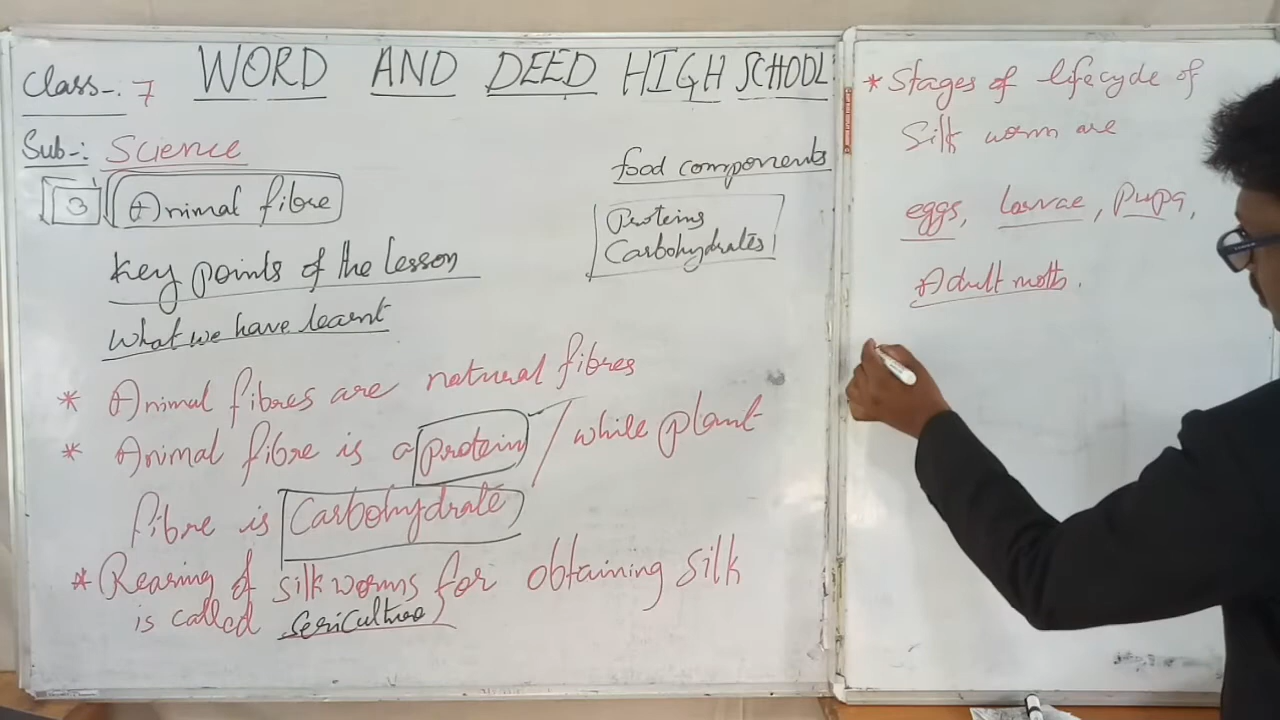 Class-: 7 WORD AND DEED HIGH SCHOOL
Sub-: Science
3 Animal fibre
Key points of the lesson
What we have learnt
food components
Proteins
Carbohydrates
* Animal fibres are natural fibres
* Animal fibre is a protein / while plant
fibre is Carbohydrate
* Rearing of silk worms for obtaining silk
is called sericulture
* Stages of lifecycle of
Silk worm are
eggs, larvae, pupa,
Adult moth.